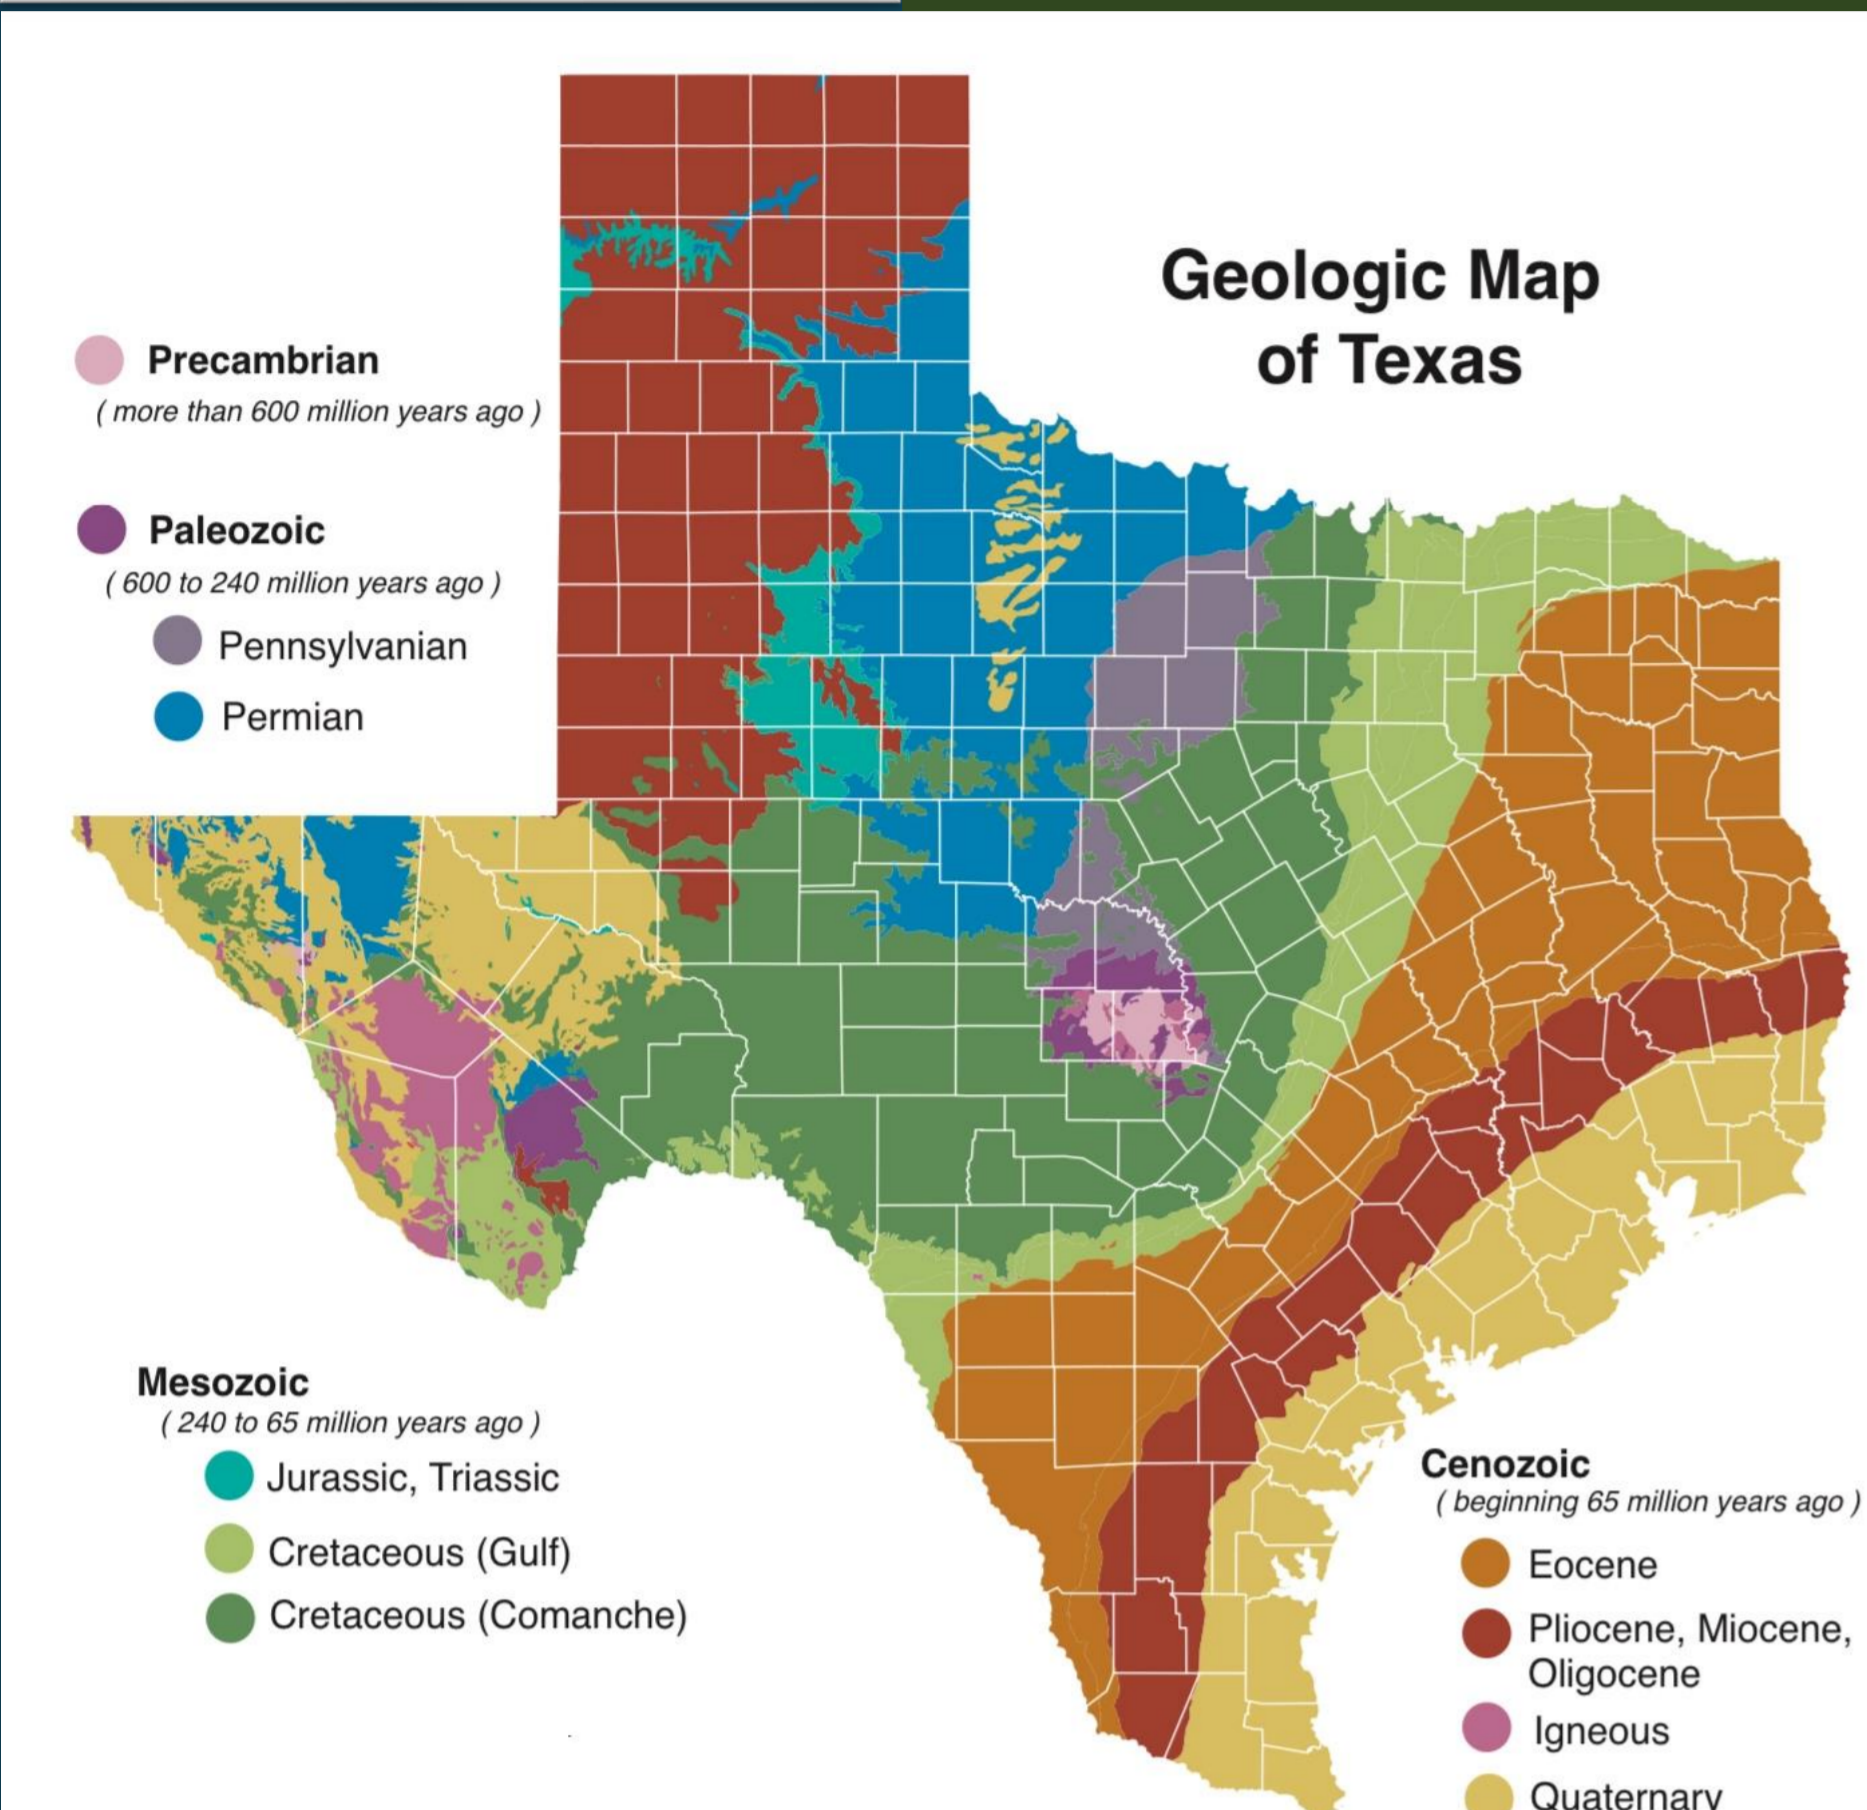 Geologic Map
of Texas
Precambrian
( more than 600 million years ago )
Paleozoic
( 600 to 240 million years ago )
Pennsylvanian
Permian
Mesozoic
( 240 to 65 million years ago )
Jurassic, Triassic
Cretaceous (Gulf)
Cretaceous (Comanche)
Cenozoic
( beginning 65 million years ago )
Eocene
Pliocene, Miocene,
Oligocene
Igneous
Quaternary